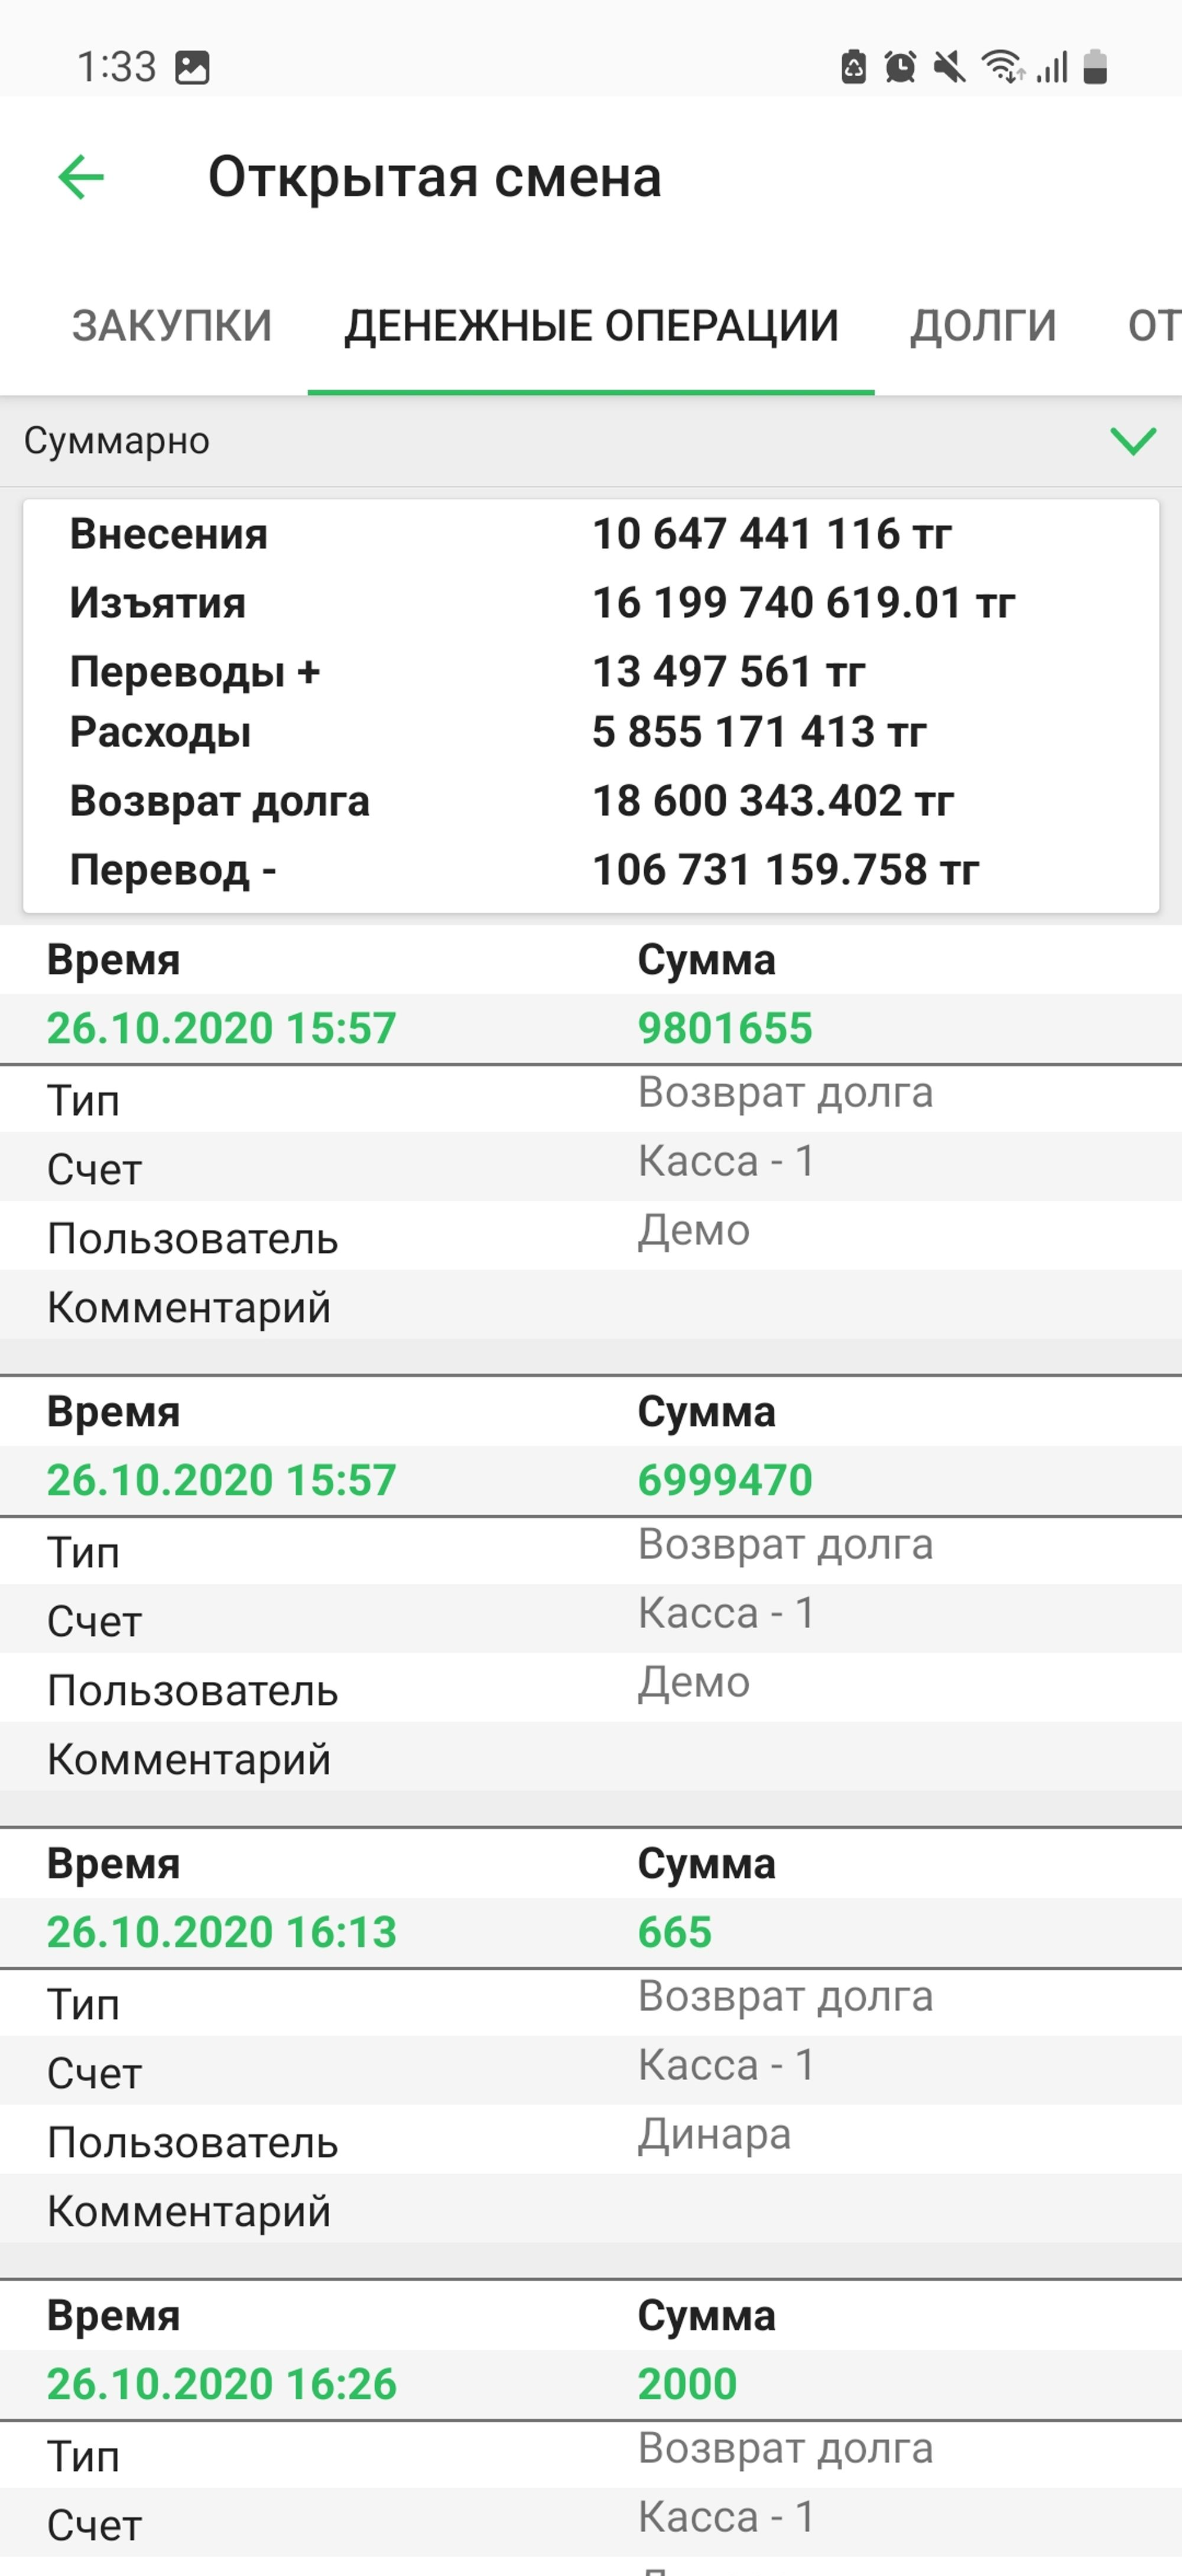 1:33
Открытая смена
ЗАКУПКИ ДЕНЕЖНЫЕ ОПЕРАЦИИ ДОЛГИ ОТ
Суммарно
Внесения 10 647 441 116 тг
Изъятия 16 199 740 619.01 тг
Переводы + 13 497 561 тг
Расходы 5 855 171 413 тг
Возврат долга 18 600 343.402 тг
Перевод - 106 731 159.758 тг
Время Сумма
26.10.2020 15:57 9801655
Тип Возврат долга
Счет Касса - 1
Пользователь Демо
Комментарий
Время Сумма
26.10.2020 15:57 6999470
Тип Возврат долга
Счет Касса - 1
Пользователь Демо
Комментарий
Время Сумма
26.10.2020 16:13 665
Тип Возврат долга
Счет Касса - 1
Пользователь Динара
Комментарий
Время Сумма
26.10.2020 16:26 2000
Тип Возврат долга
Счет Касса - 1